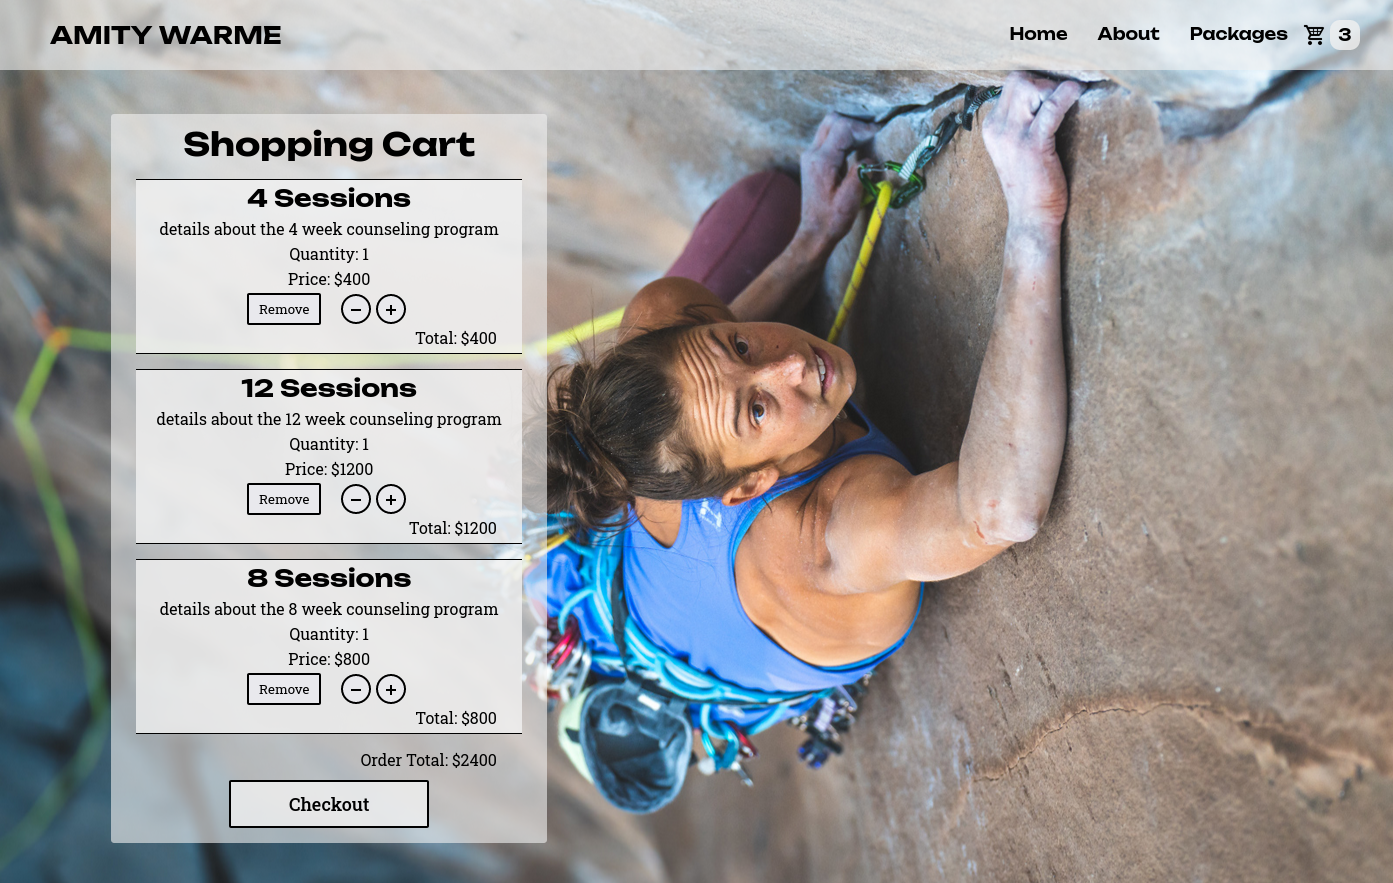 AMITY WARME
Home About Packages 3
Shopping Cart
4 Sessions
details about the 4 week counseling program
Quantity: 1
Price: $400
Remove − +
Total: $400
12 Sessions
details about the 12 week counseling program
Quantity: 1
Price: $1200
Remove − +
Total: $1200
8 Sessions
details about the 8 week counseling program
Quantity: 1
Price: $800
Remove − +
Total: $800
Order Total: $2400
Checkout